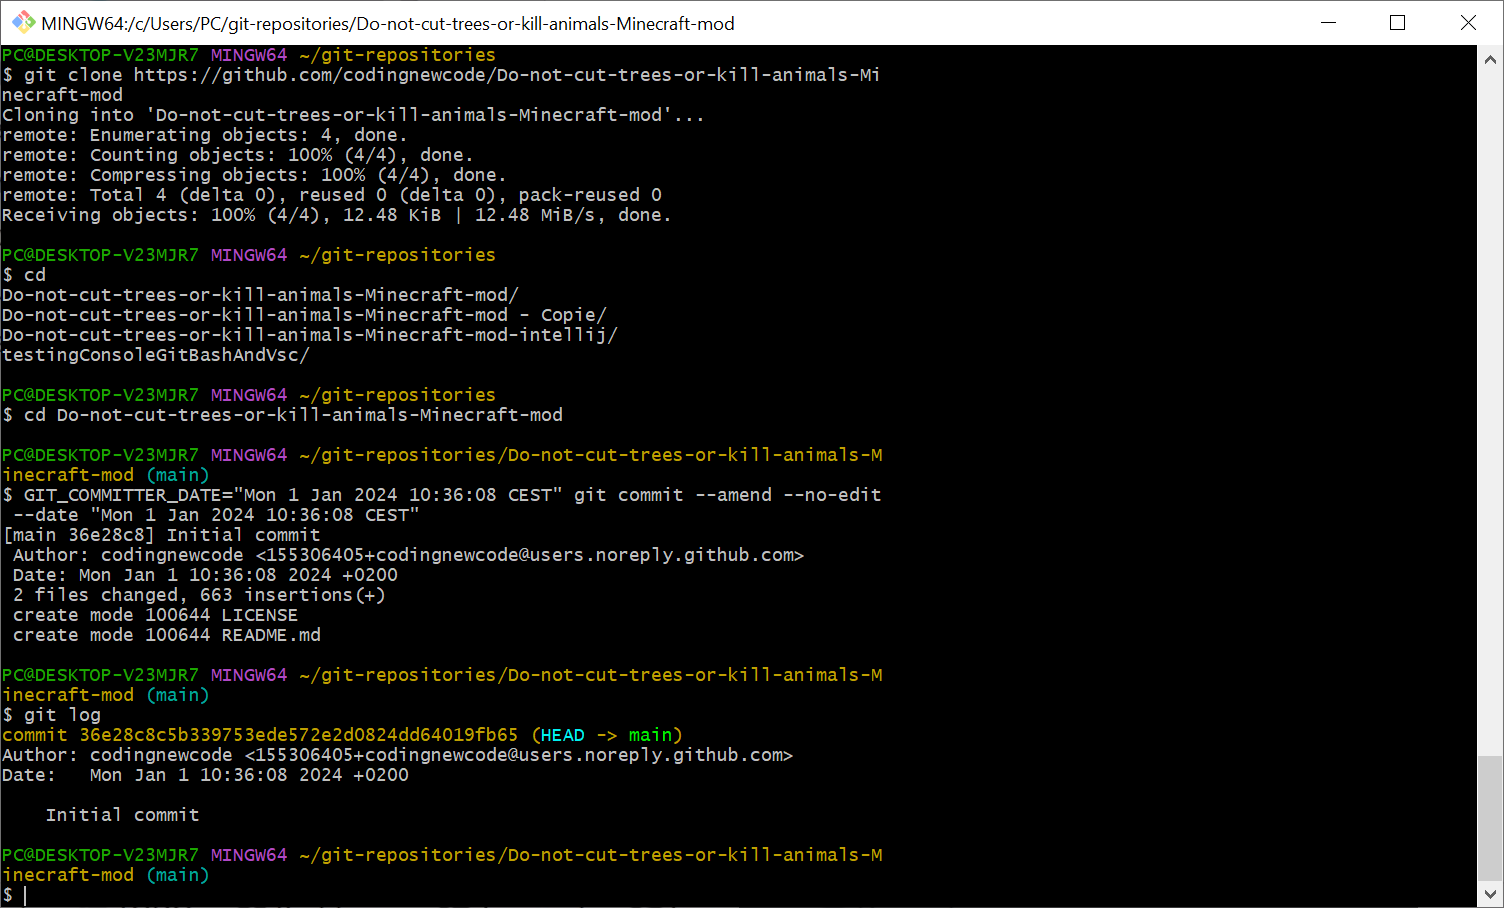 MINGW64:/c/Users/PC/git-repositories/Do-not-cut-trees-or-kill-animals-Minecraft-mod
PC@DESKTOP-V23MJR7 MINGW64 ~/git-repositories
$ git clone https://github.com/codingnewcode/Do-not-cut-trees-or-kill-animals-Mi
necraft-mod
Cloning into 'Do-not-cut-trees-or-kill-animals-Minecraft-mod'...
remote: Enumerating objects: 4, done.
remote: Counting objects: 100% (4/4), done.
remote: Compressing objects: 100% (4/4), done.
remote: Total 4 (delta 0), reused 0 (delta 0), pack-reused 0
Receiving objects: 100% (4/4), 12.48 KiB | 12.48 MiB/s, done.
PC@DESKTOP-V23MJR7 MINGW64 ~/git-repositories
$ cd
Do-not-cut-trees-or-kill-animals-Minecraft-mod/
Do-not-cut-trees-or-kill-animals-Minecraft-mod - Copie/
Do-not-cut-trees-or-kill-animals-Minecraft-mod-intellij/
testingConsoleGitBashAndVsc/
PC@DESKTOP-V23MJR7 MINGW64 ~/git-repositories
$ cd Do-not-cut-trees-or-kill-animals-Minecraft-mod
PC@DESKTOP-V23MJR7 MINGW64 ~/git-repositories/Do-not-cut-trees-or-kill-animals-M
inecraft-mod (main)
$ GIT_COMMITTER_DATE="Mon 1 Jan 2024 10:36:08 CEST" git commit --amend --no-edit
 --date "Mon 1 Jan 2024 10:36:08 CEST"
[main 36e28c8] Initial commit
 Author: codingnewcode <155306405+codingnewcode@users.noreply.github.com>
 Date: Mon Jan 1 10:36:08 2024 +0200
 2 files changed, 663 insertions(+)
 create mode 100644 LICENSE
 create mode 100644 README.md
PC@DESKTOP-V23MJR7 MINGW64 ~/git-repositories/Do-not-cut-trees-or-kill-animals-M
inecraft-mod (main)
$ git log
commit 36e28c8c5b339753ede572e2d0824dd64019fb65 (HEAD -> main)
Author: codingnewcode <155306405+codingnewcode@users.noreply.github.com>
Date:   Mon Jan 1 10:36:08 2024 +0200
    Initial commit
PC@DESKTOP-V23MJR7 MINGW64 ~/git-repositories/Do-not-cut-trees-or-kill-animals-M
inecraft-mod (main)
$